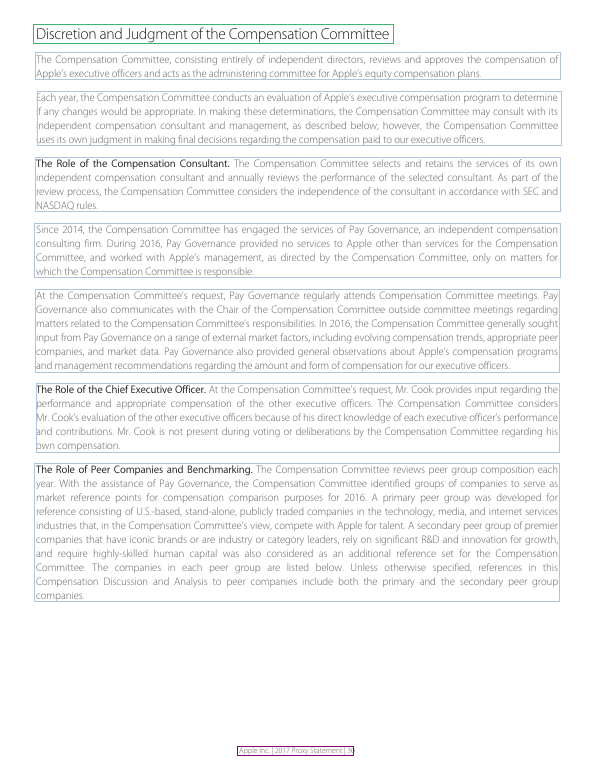 Discretion and Judgment of the Compensation Committee
The Compensation Committee, consisting entirely of independent directors, reviews and approves the compensation of
Apple's executive officers and acts as the administering committee for Apple's equity compensation plans.
Each year, the Compensation Committee conducts an evaluation of Apple's executive compensation program to determine
if any changes would be appropriate. In making these determinations, the Compensation Committee may consult with its
independent compensation consultant and management, as described below; however, the Compensation Committee
uses its own judgment in making final decisions regarding the compensation paid to our executive officers.
The Role of the Compensation Consultant. The Compensation Committee selects and retains the services of its own
independent compensation consultant and annually reviews the performance of the selected consultant. As part of the
review process, the Compensation Committee considers the independence of the consultant in accordance with SEC and
NASDAQ rules.
Since 2014, the Compensation Committee has engaged the services of Pay Governance, an independent compensation
consulting firm. During 2016, Pay Governance provided no services to Apple other than services for the Compensation
Committee, and worked with Apple's management, as directed by the Compensation Committee, only on matters for
which the Compensation Committee is responsible.
At the Compensation Committee's request, Pay Governance regularly attends Compensation Committee meetings. Pay
Governance also communicates with the Chair of the Compensation Committee outside committee meetings regarding
matters related to the Compensation Committee's responsibilities. In 2016, the Compensation Committee generally sought
input from Pay Governance on a range of external market factors, including evolving compensation trends, appropriate peer
companies, and market data. Pay Governance also provided general observations about Apple's compensation programs
and management recommendations regarding the amount and form of compensation for our executive officers.
The Role of the Chief Executive Officer. At the Compensation Committee's request, Mr. Cook provides input regarding the
performance and appropriate compensation of the other executive officers. The Compensation Committee considers
Mr. Cook's evaluation of the other executive officers because of his direct knowledge of each executive officer's performance
and contributions. Mr. Cook is not present during voting or deliberations by the Compensation Committee regarding his
own compensation.
The Role of Peer Companies and Benchmarking. The Compensation Committee reviews peer group composition each
year. With the assistance of Pay Governance, the Compensation Committee identified groups of companies to serve as
market reference points for compensation comparison purposes for 2016. A primary peer group was developed for
reference consisting of U.S.-based, stand-alone, publicly traded companies in the technology, media, and internet services
industries that, in the Compensation Committee's view, compete with Apple for talent. A secondary peer group of premier
companies that have iconic brands or are industry or category leaders, rely on significant R&D and innovation for growth,
and require highly-skilled human capital was also considered as an additional reference set for the Compensation
Committee. The companies in each peer group are listed below. Unless otherwise specified, references in this
Compensation Discussion and Analysis to peer companies include both the primary and the secondary peer group
companies.
Apple Inc. | 2017 Proxy Statement |